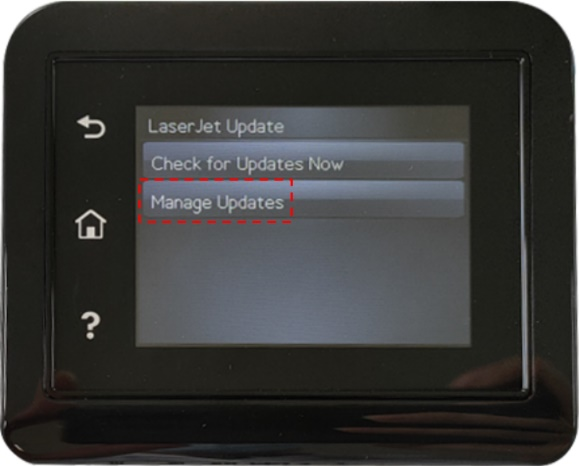 LaserJet Update
Check for Updates Now
Manage Updates
?